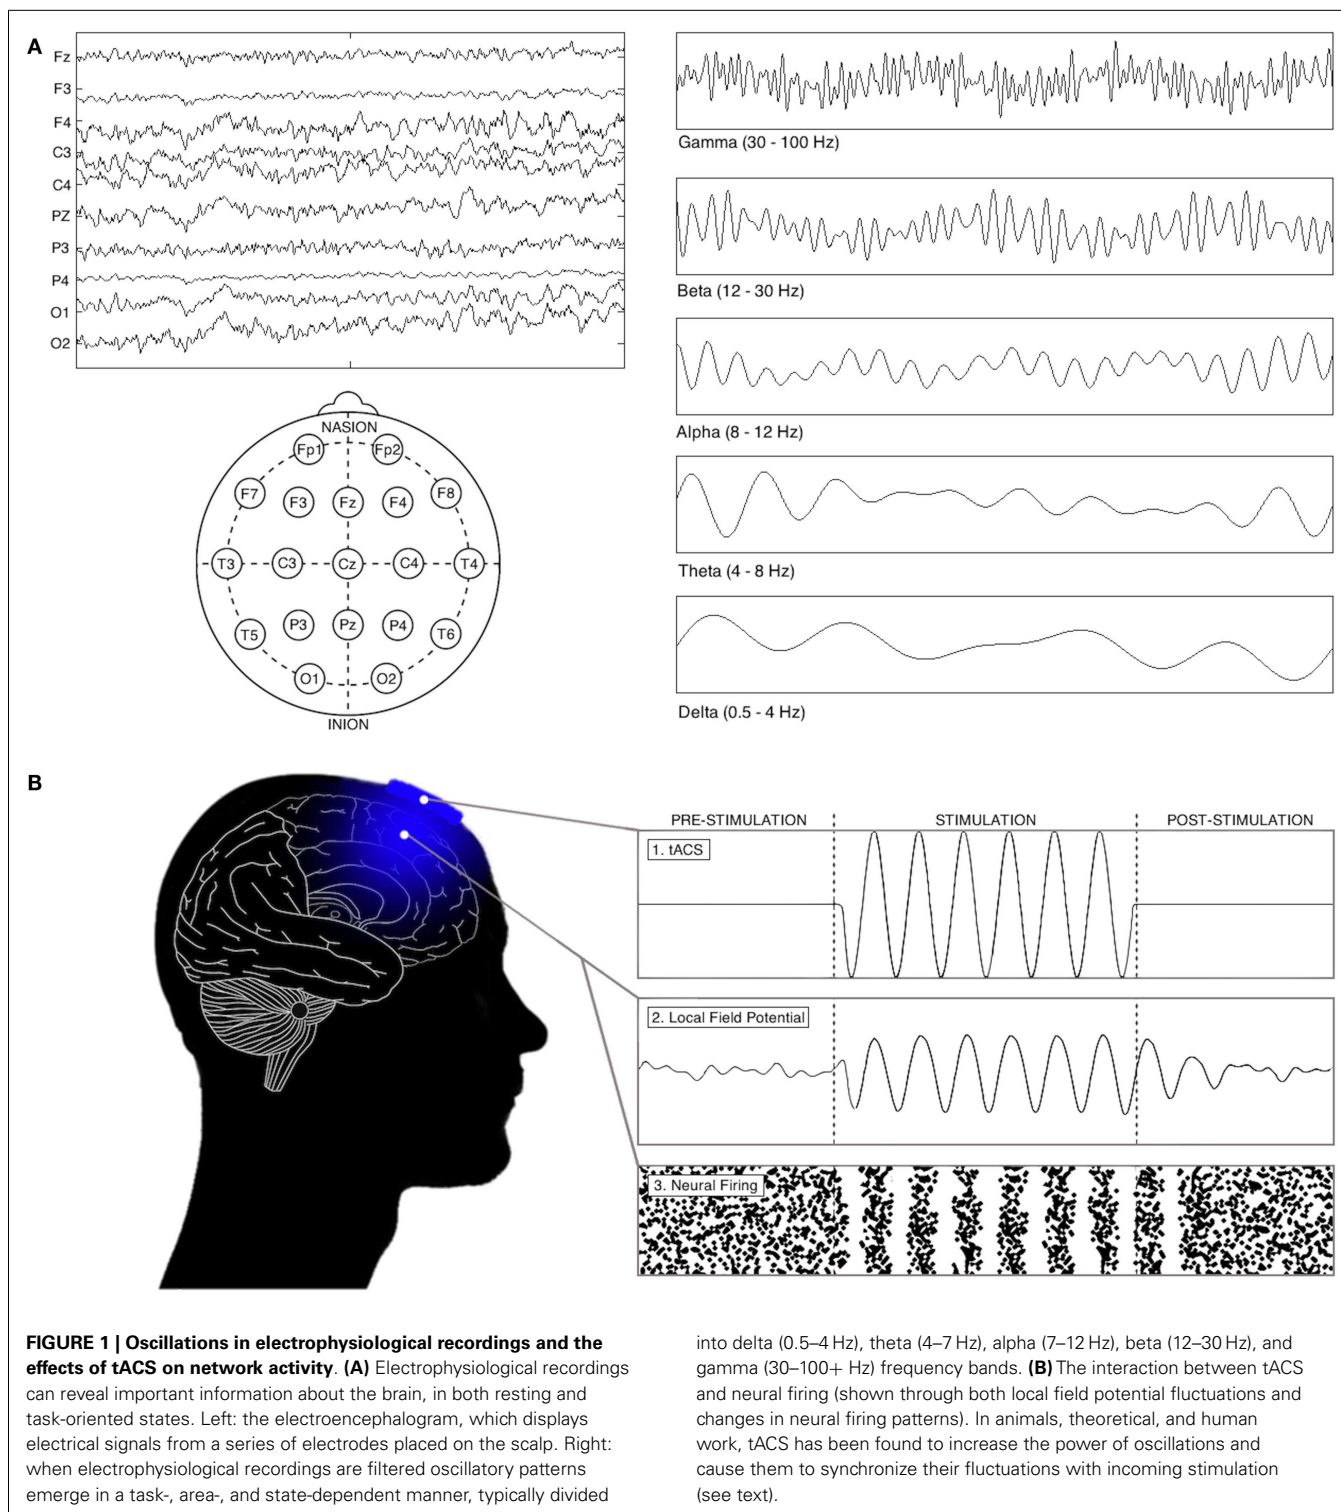 A
Fz
F3
F4
C3
C4
PZ
P3
P4
O1
O2
NASION
Fp1 Fp2
F7 F3 Fz F4 F8
T3 C3 Cz C4 T4
T5 P3 Pz P4 T6
O1 O2
INION
Gamma (30 - 100 Hz)
Beta (12 - 30 Hz)
Alpha (8 - 12 Hz)
Theta (4 - 8 Hz)
Delta (0.5 - 4 Hz)
B
PRE-STIMULATION STIMULATION POST-STIMULATION
1. tACS
2. Local Field Potential
3. Neural Firing
FIGURE 1 | Oscillations in electrophysiological recordings and the
effects of tACS on network activity. (A) Electrophysiological recordings
can reveal important information about the brain, in both resting and
task-oriented states. Left: the electroencephalogram, which displays
electrical signals from a series of electrodes placed on the scalp. Right:
when electrophysiological recordings are filtered oscillatory patterns
emerge in a task-, area-, and state-dependent manner, typically divided
into delta (0.5–4 Hz), theta (4–7 Hz), alpha (7–12 Hz), beta (12–30 Hz), and
gamma (30–100+ Hz) frequency bands. (B) The interaction between tACS
and neural firing (shown through both local field potential fluctuations and
changes in neural firing patterns). In animals, theoretical, and human
work, tACS has been found to increase the power of oscillations and
cause them to synchronize their fluctuations with incoming stimulation
(see text).